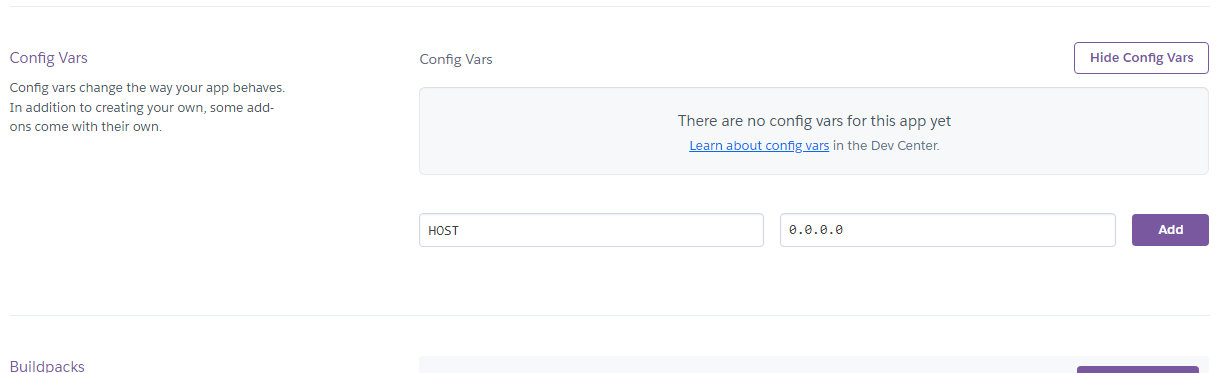 Config Vars
Config vars change the way your app behaves.
In addition to creating your own, some add-
ons come with their own.
Config Vars
Hide Config Vars
There are no config vars for this app yet
Learn about config vars in the Dev Center.
HOST
0.0.0.0
Add
Buildpacks